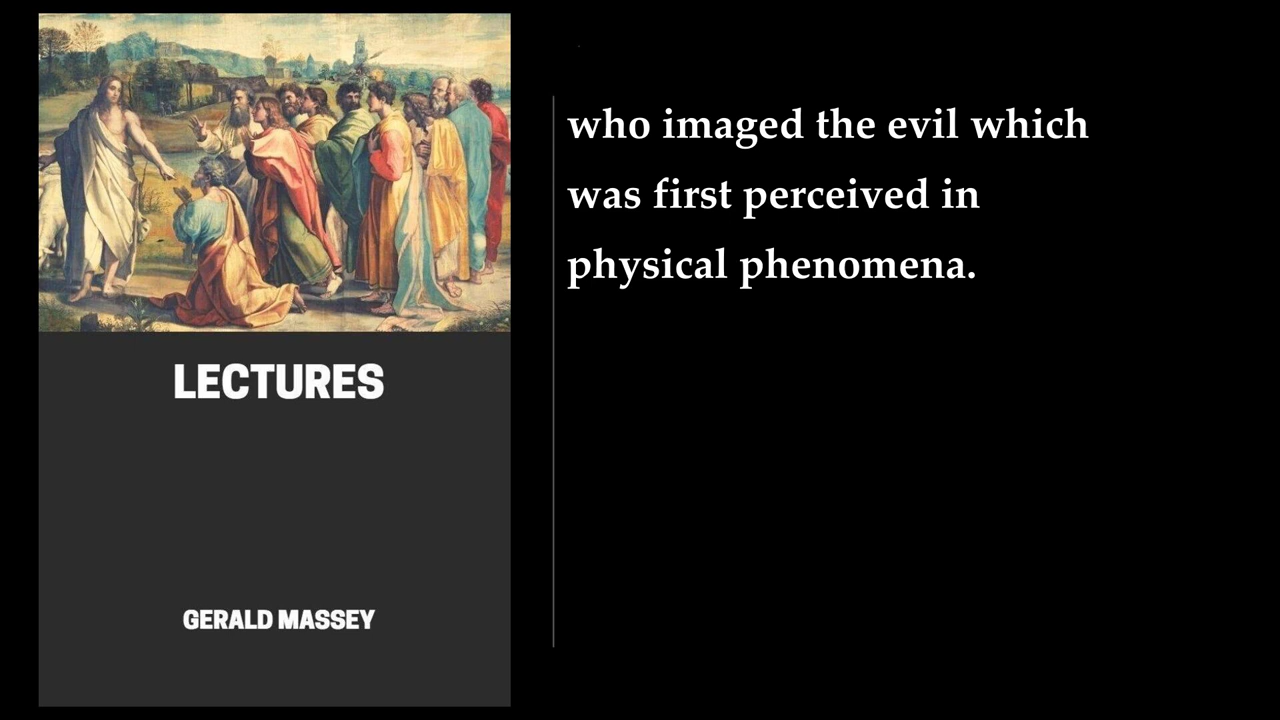 LECTURES
GERALD MASSEY
who imaged the evil which
was first perceived in
physical phenomena.